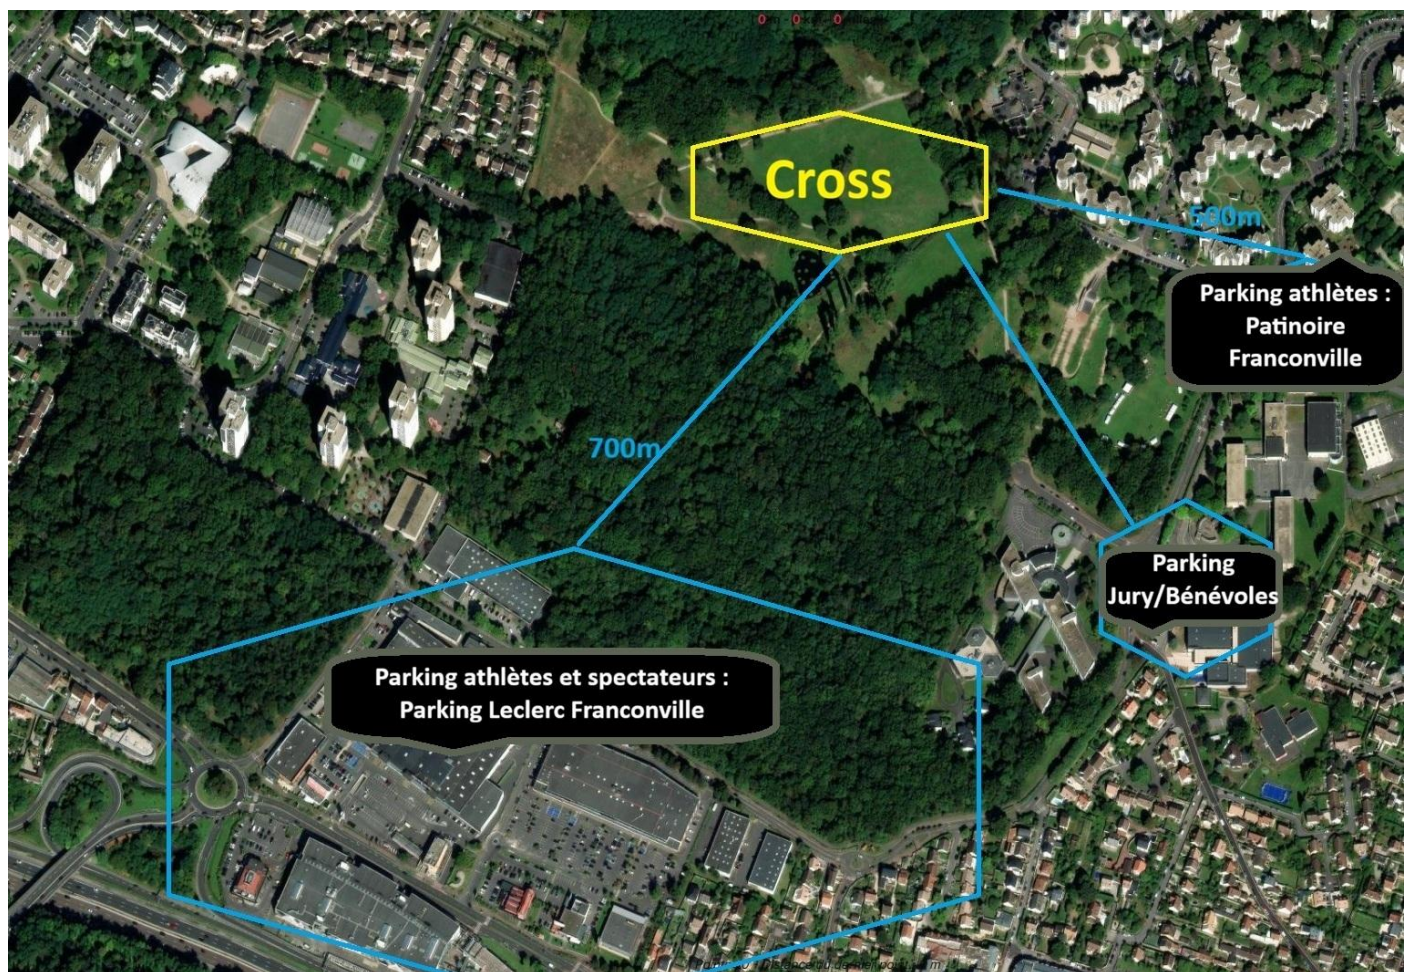 Cross
500m
Parking athlètes :
Patinoire
Franconville
700m
Parking
Jury/Bénévoles
Parking athlètes et spectateurs :
Parking Leclerc Franconville